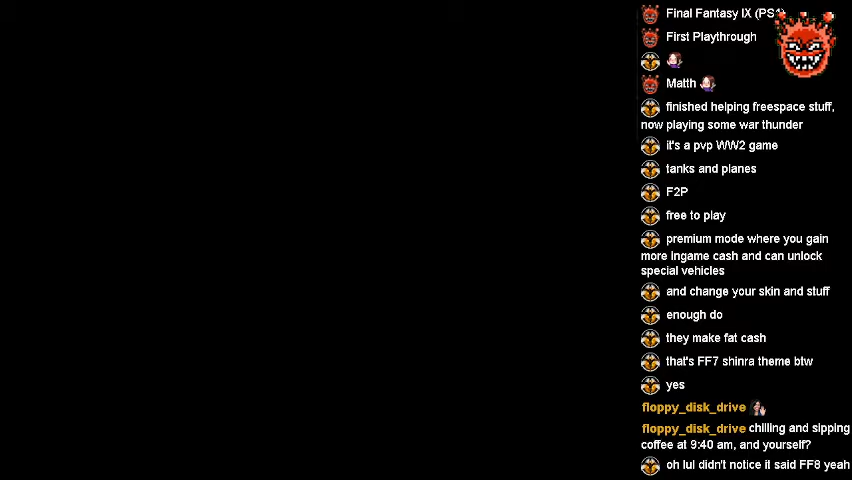 Final Fantasy IX (PS1)
First Playthrough
Matth
finished helping freespace stuff,
now playing some war thunder
it's a pvp WW2 game
tanks and planes
F2P
free to play
premium mode where you gain
more ingame cash and can unlock
special vehicles
and change your skin and stuff
enough do
they make fat cash
that's FF7 shinra theme btw
yes
floppy_disk_drive
floppy_disk_drive chilling and sipping
coffee at 9:40 am, and yourself?
oh lul didn't notice it said FF8 yeah